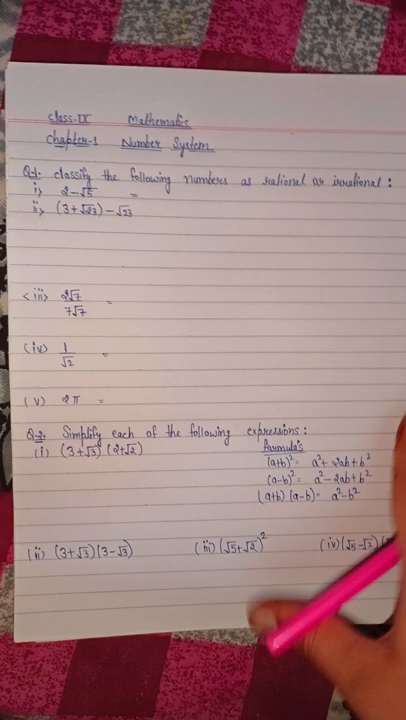 Class-IX Mathematics
Chapter-1 Number System
Q-1. Classify the following numbers as rational or irrational :
i) 2-√5 =
ii) (3+√23)-√23
(iii) 2√7/7√7 =
(iv) 1/√2 =
(v) 2π =
Q-2. Simplify each of the following expressions :
(i) (3+√3) (2+√2)
formula's
(a+b)² = a²+2ab+b²
(a-b)² = a²-2ab+b²
(a+b) (a-b) = a²-b²
(ii) (3+√3) (3-√3) (iii) (√5+√2)² (iv) (√5-√2)